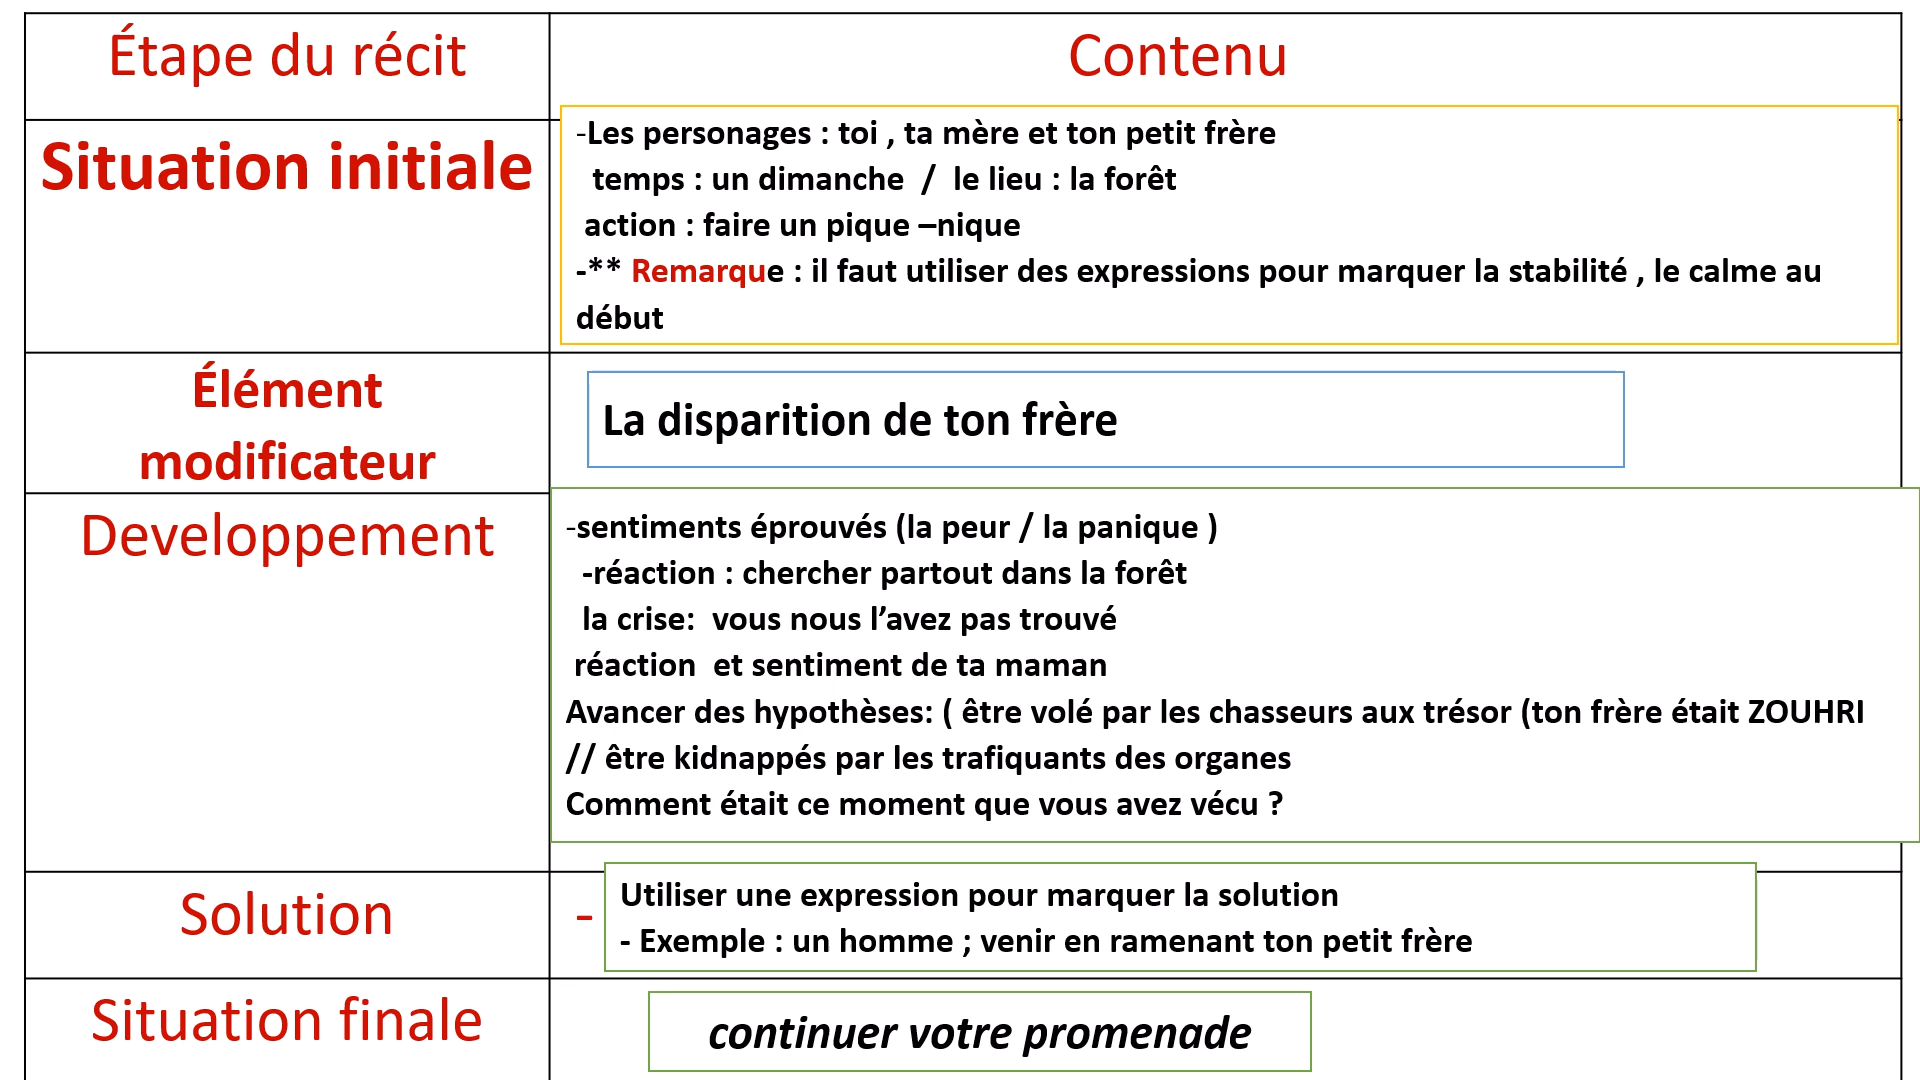 Étape du récit
Contenu
Situation initiale
-Les personages : toi , ta mère et ton petit frère
temps : un dimanche / le lieu : la forêt
action : faire un pique –nique
-** Remarque : il faut utiliser des expressions pour marquer la stabilité , le calme au
début
Élément
modificateur
La disparition de ton frère
Developpement
-sentiments éprouvés (la peur / la panique )
-réaction : chercher partout dans la forêt
la crise: vous nous l’avez pas trouvé
réaction et sentiment de ta maman
Avancer des hypothèses: ( être volé par les chasseurs aux trésor (ton frère était ZOUHRI
// être kidnappés par les trafiquants des organes
Comment était ce moment que vous avez vécu ?
Solution
-
Utiliser une expression pour marquer la solution
- Exemple : un homme ; venir en ramenant ton petit frère
Situation finale
continuer votre promenade